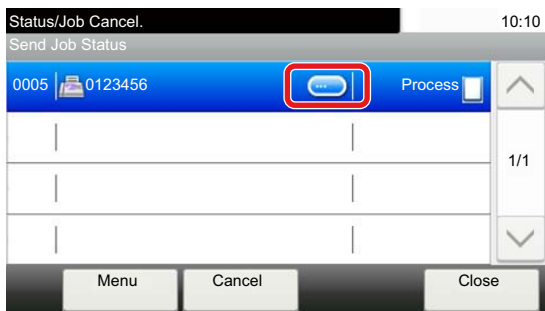 Status/Job Cancel. 10:10
Send Job Status
0005 0123456 ... Process
1/1
Menu Cancel Close